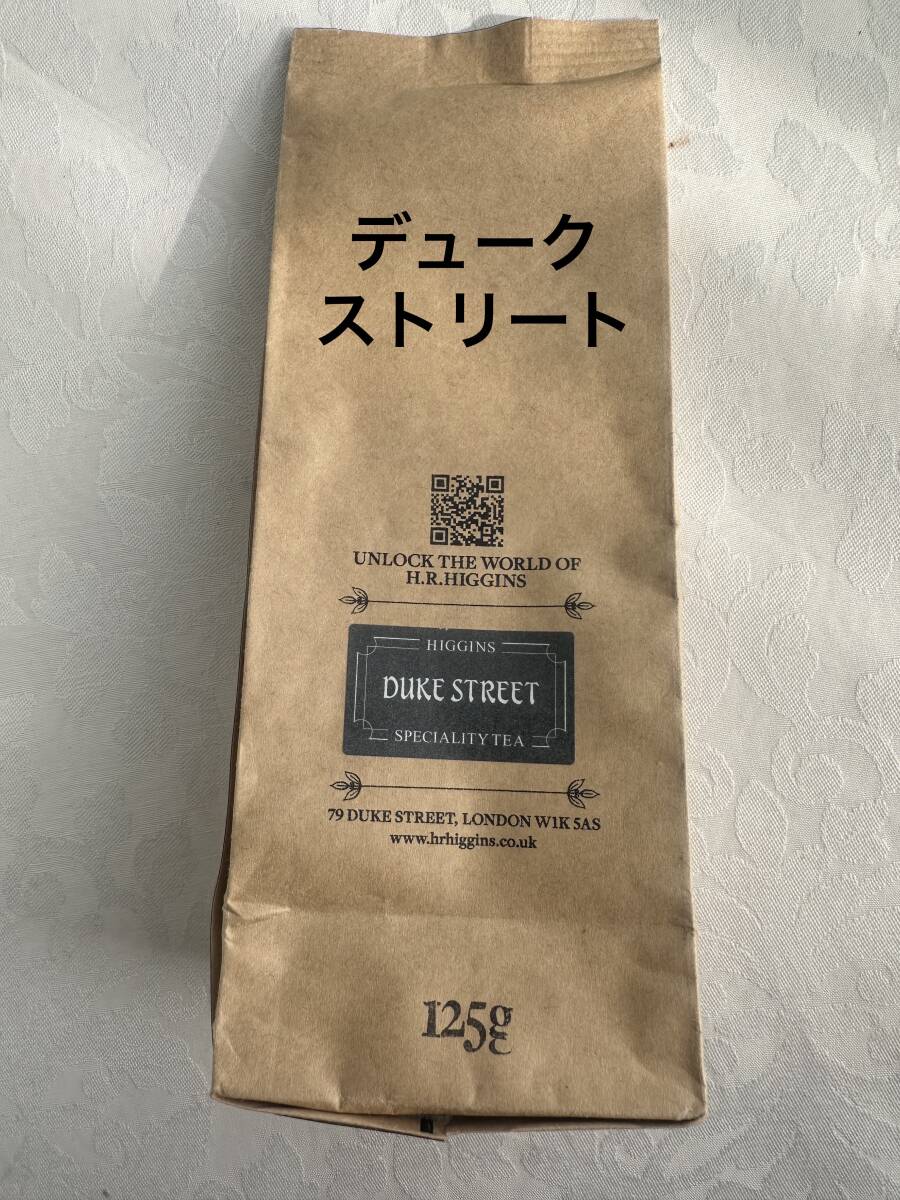 デューク
ストリート
UNLOCK THE WORLD OF
H.R.HIGGINS
HIGGINS
DUKE STREET
SPECIALITY TEA
79 DUKE STREET, LONDON W1K 5AS
www.hrhiggins.co.uk
125g